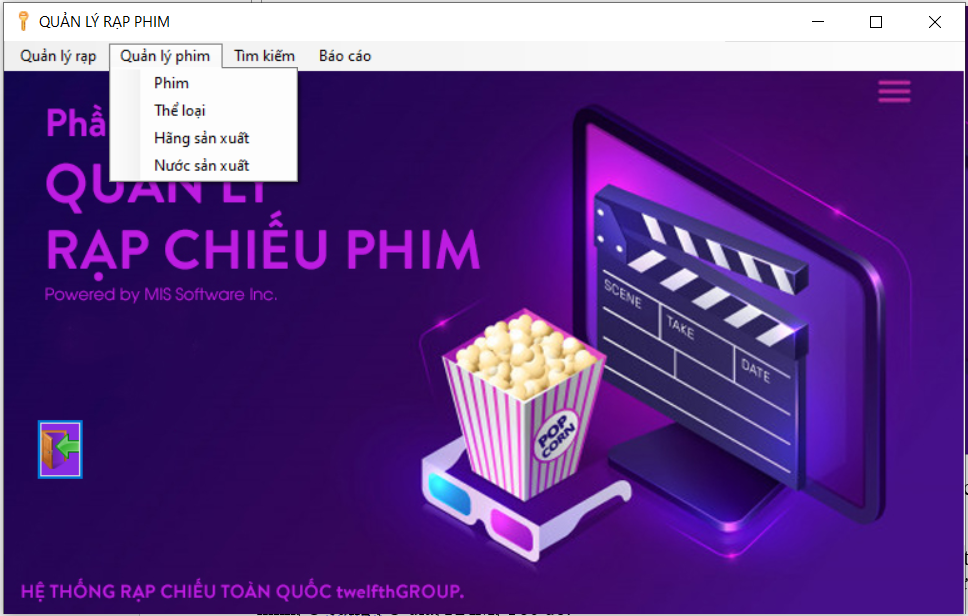 QUẢN LÝ RẠP PHIM
Quản lý rạp Quản lý phim Tìm kiếm Báo cáo
Phim
Thể loại
Hãng sản xuất
Nước sản xuất
Phầ
QUẢN LÝ
RẠP CHIẾU PHIM
Powered by MIS Software Inc.
SCENE
TAKE
DATE
POP
CORN
HỆ THỐNG RẠP CHIẾU TOÀN QUỐC twelfthGROUP.